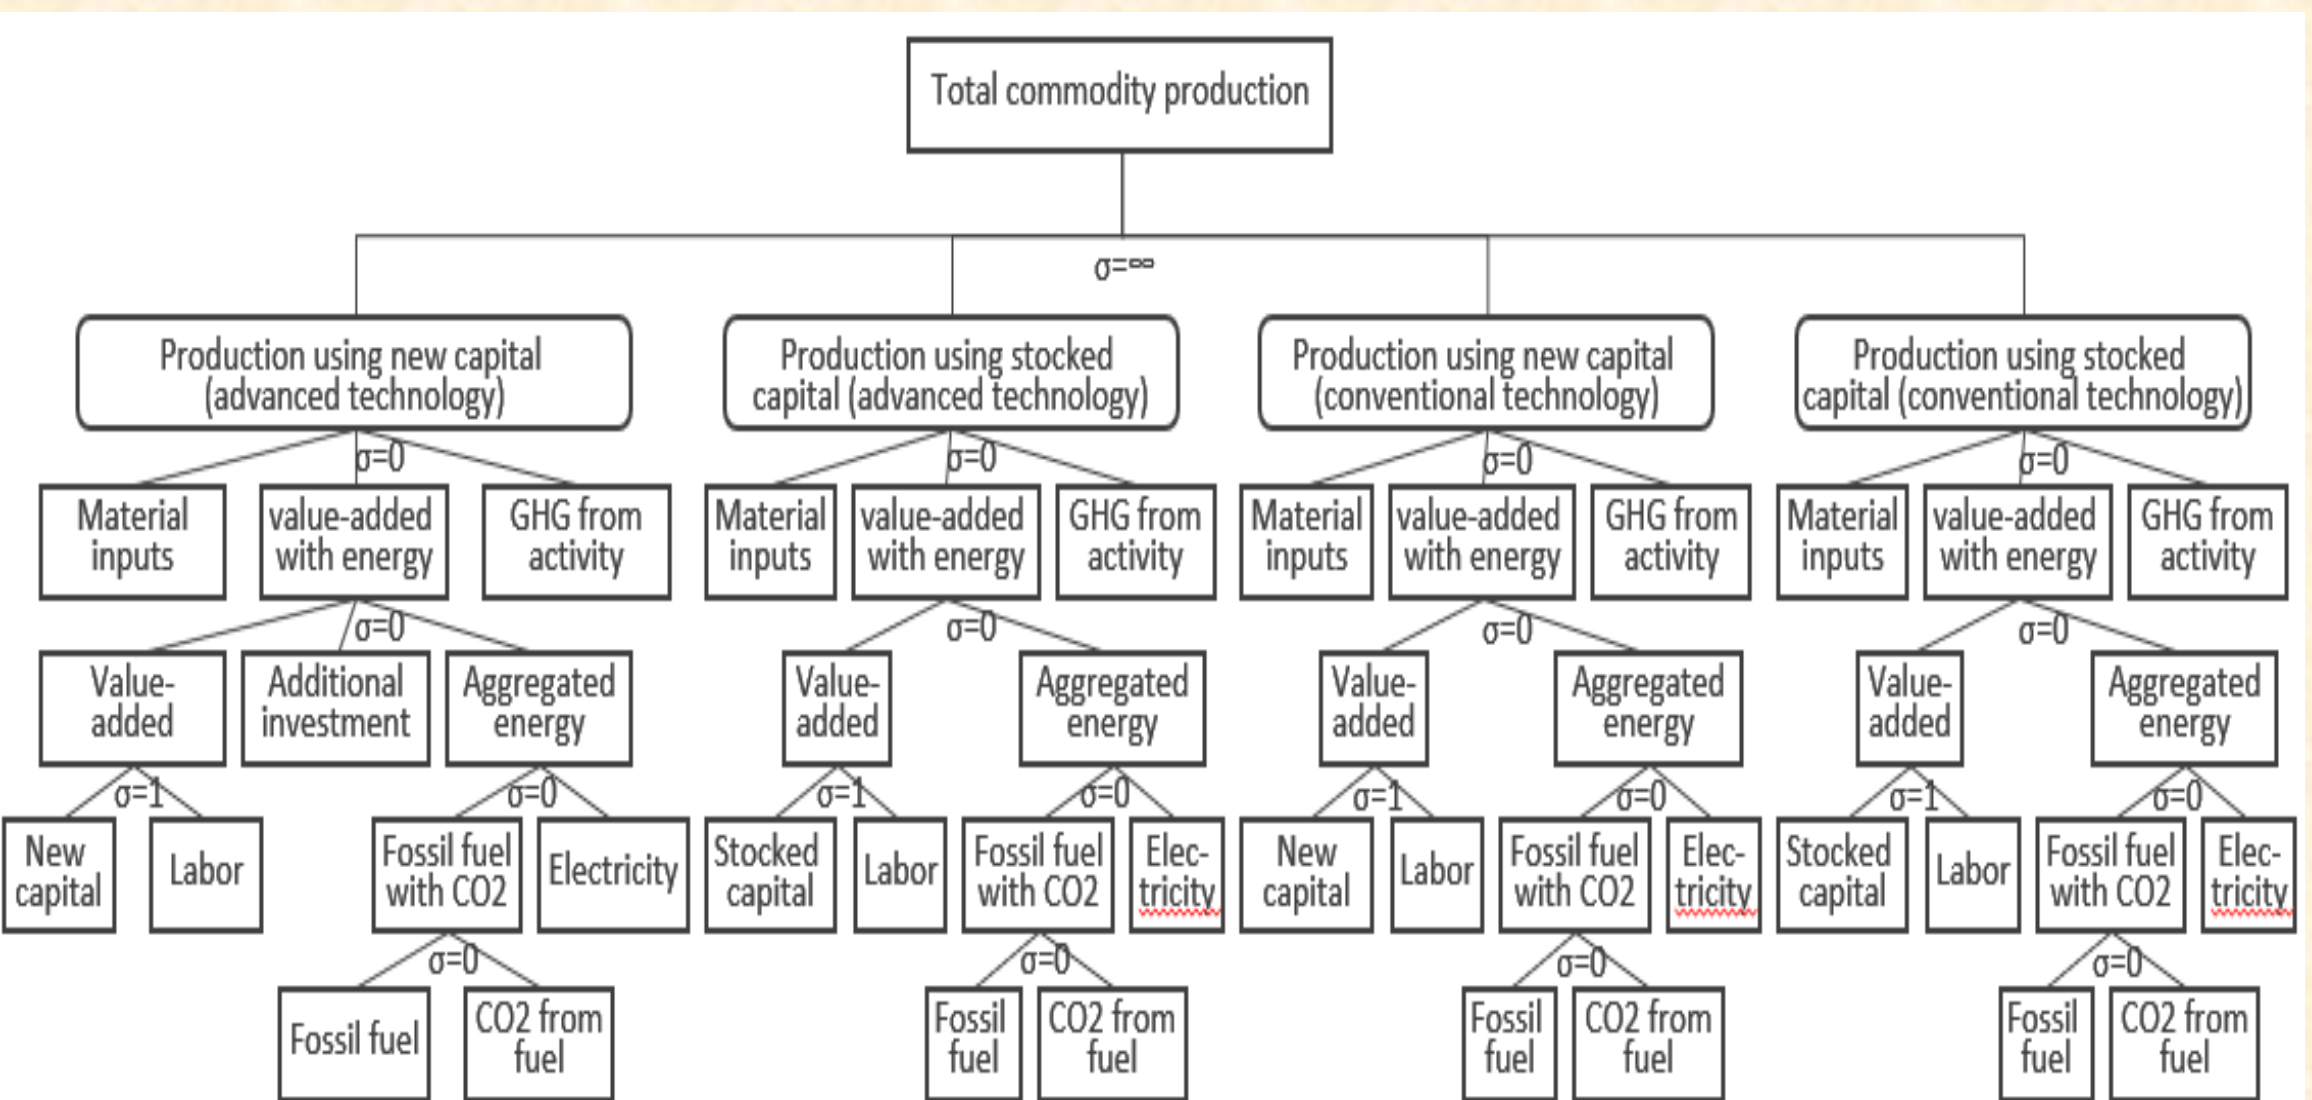 Total commodity production
σ=∞
Production using new capital
(advanced technology)
Production using stocked
capital (advanced technology)
Production using new capital
(conventional technology)
Production using stocked
capital (conventional technology)
σ=0
σ=0
σ=0
σ=0
Material
inputs
value-added
with energy
GHG from
activity
Material
inputs
value-added
with energy
GHG from
activity
Material
inputs
value-added
with energy
GHG from
activity
Material
inputs
value-added
with energy
GHG from
activity
σ=0
σ=0
σ=0
σ=0
Value-
added
Additional
investment
Aggregated
energy
Value-
added
Aggregated
energy
Value-
added
Aggregated
energy
Value-
added
Aggregated
energy
σ=1
σ=0
σ=1
σ=0
σ=1
σ=0
σ=1
σ=0
New
capital
Labor
Fossil fuel
with CO2
Electricity
Stocked
capital
Labor
Fossil fuel
with CO2
Elec-
tricity
New
capital
Labor
Fossil fuel
with CO2
Elec-
tricity
Stocked
capital
Labor
Fossil fuel
with CO2
Elec-
tricity
σ=0
σ=0
σ=0
σ=0
Fossil fuel
CO2 from
fuel
Fossil
fuel
CO2 from
fuel
Fossil
fuel
CO2 from
fuel
Fossil
fuel
CO2 from
fuel